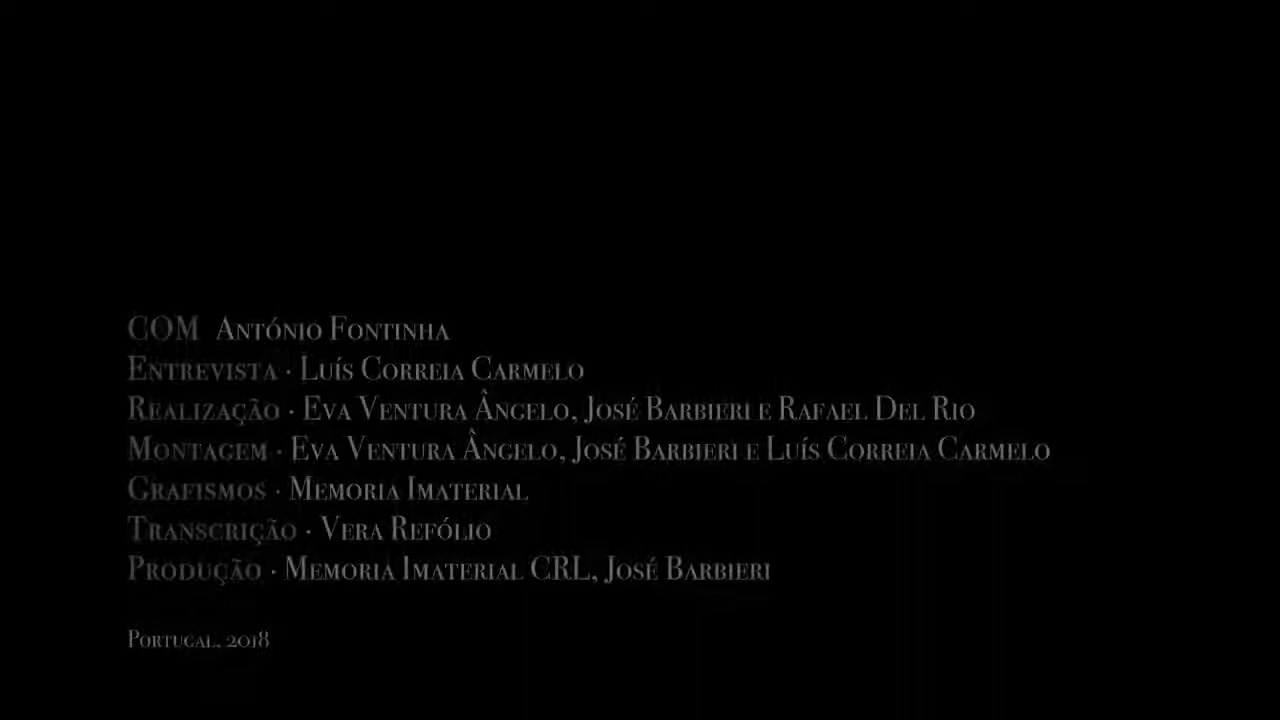 COM António Fontinha
Entrevista · Luís Correia Carmelo
Realização · Eva Ventura Ângelo, José Barbieri e Rafael Del Rio
Montagem · Eva Ventura Ângelo, José Barbieri e Luís Correia Carmelo
Grafismos · Memoria Imaterial
Transcrição · Vera Refólio
Produção · Memoria Imaterial CRL, José Barbieri
Portugal, 2018